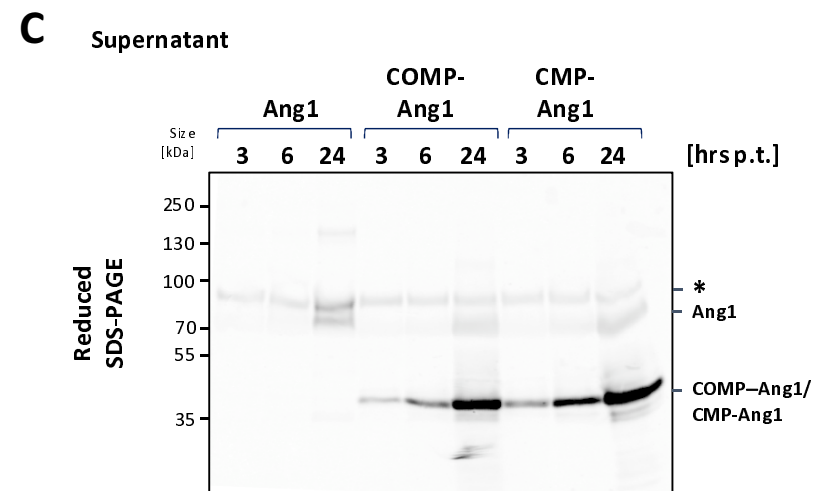 C
Supernatant
Ang1
COMP-
Ang1
CMP-
Ang1
Size
[kDa]
3 6 24 3 6 24 3 6 24 [hrs p.t.]
250
130
100
70
55
35
Reduced
SDS-PAGE
*
Ang1
COMP–Ang1/
CMP-Ang1